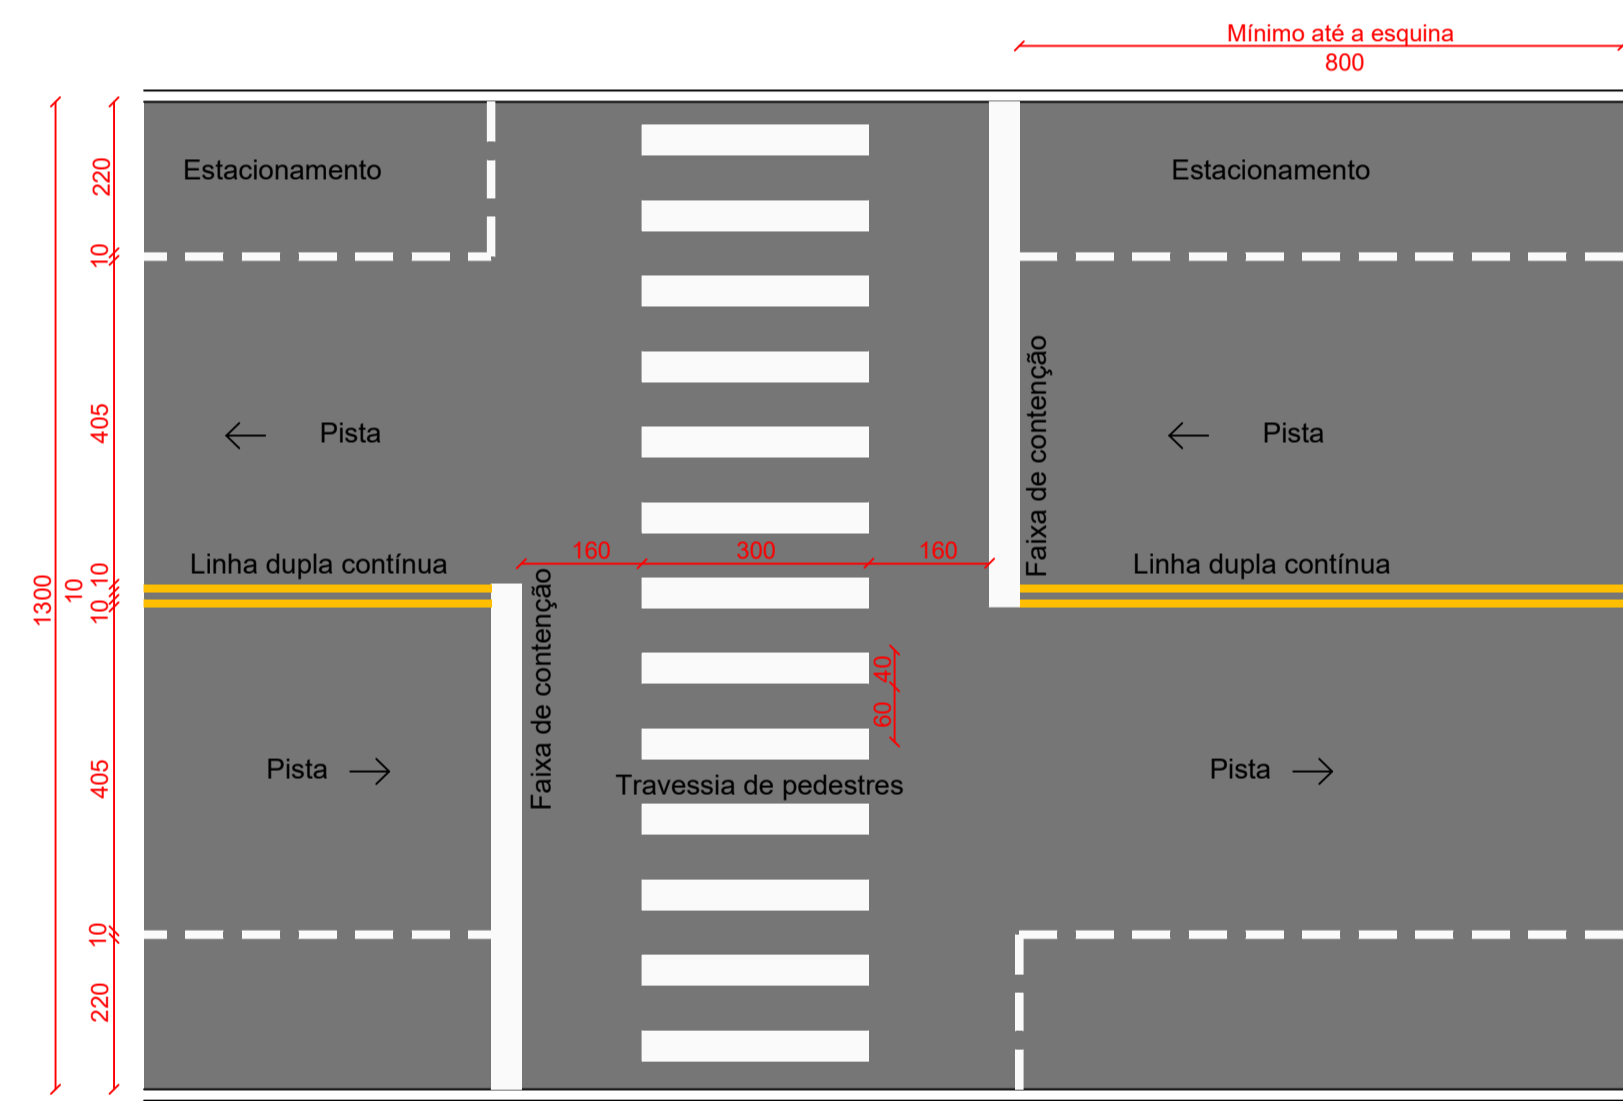 Mínimo até a esquina
800
Estacionamento
Estacionamento
220
10
405
Pista
Pista
Faixa de contenção
Linha dupla contínua
160
300
160
Linha dupla contínua
1300
10
10
10
Faixa de contenção
40
60
Pista
Travessia de pedestres
Pista
405
10
220